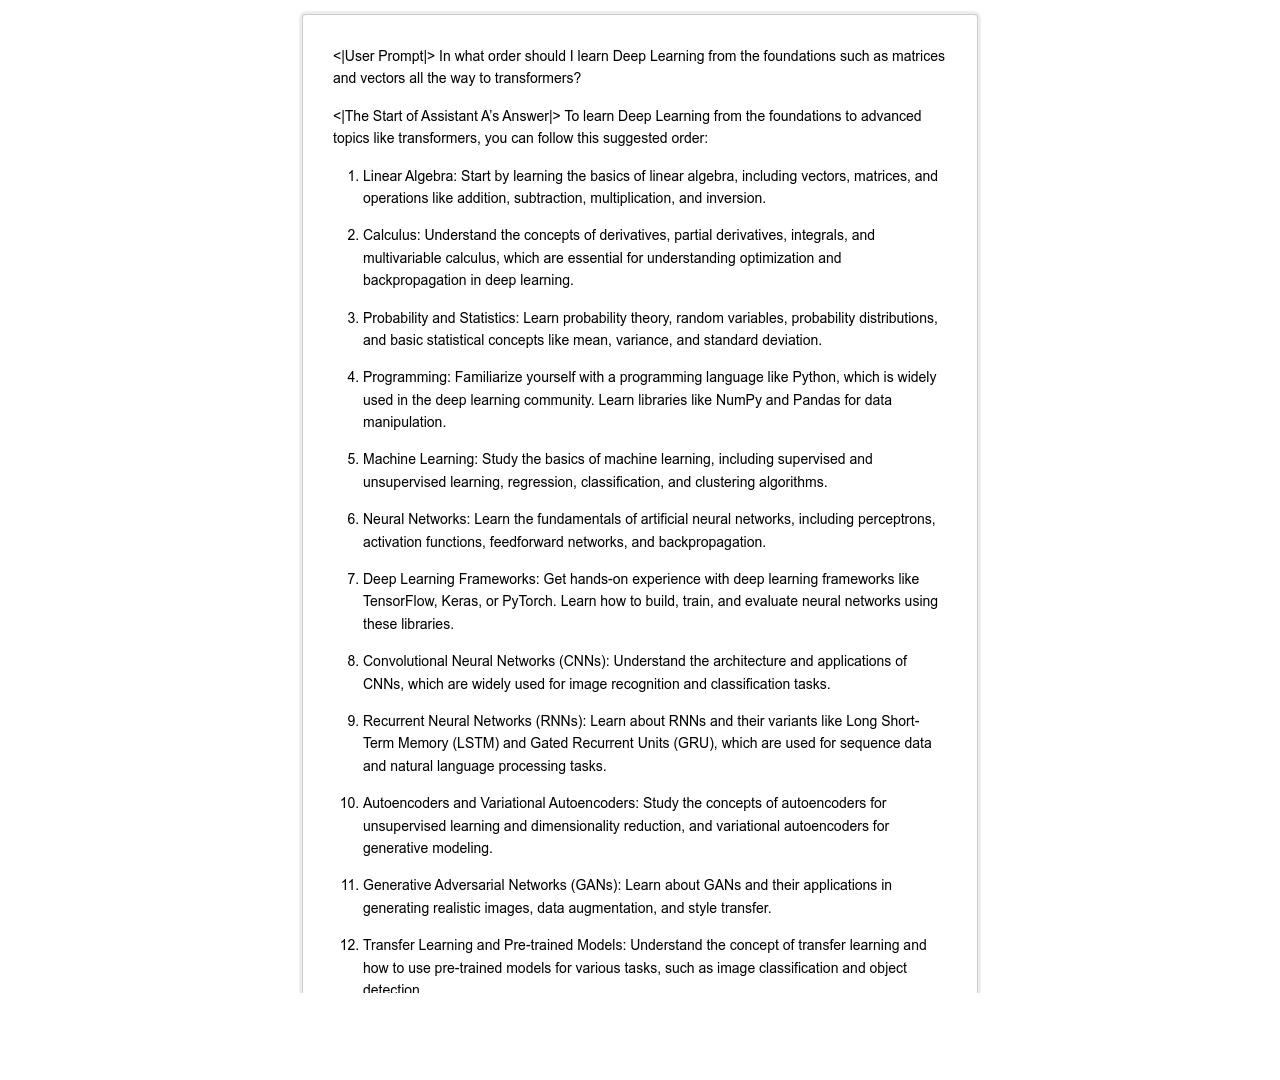 <|User Prompt|> In what order should I learn Deep Learning from the foundations such as matrices
and vectors all the way to transformers?
<|The Start of Assistant A’s Answer|> To learn Deep Learning from the foundations to advanced
topics like transformers, you can follow this suggested order:
1. Linear Algebra: Start by learning the basics of linear algebra, including vectors, matrices, and
operations like addition, subtraction, multiplication, and inversion.
2. Calculus: Understand the concepts of derivatives, partial derivatives, integrals, and
multivariable calculus, which are essential for understanding optimization and
backpropagation in deep learning.
3. Probability and Statistics: Learn probability theory, random variables, probability distributions,
and basic statistical concepts like mean, variance, and standard deviation.
4. Programming: Familiarize yourself with a programming language like Python, which is widely
used in the deep learning community. Learn libraries like NumPy and Pandas for data
manipulation.
5. Machine Learning: Study the basics of machine learning, including supervised and
unsupervised learning, regression, classification, and clustering algorithms.
6. Neural Networks: Learn the fundamentals of artificial neural networks, including perceptrons,
activation functions, feedforward networks, and backpropagation.
7. Deep Learning Frameworks: Get hands-on experience with deep learning frameworks like
TensorFlow, Keras, or PyTorch. Learn how to build, train, and evaluate neural networks using
these libraries.
8. Convolutional Neural Networks (CNNs): Understand the architecture and applications of
CNNs, which are widely used for image recognition and classification tasks.
9. Recurrent Neural Networks (RNNs): Learn about RNNs and their variants like Long Short-
Term Memory (LSTM) and Gated Recurrent Units (GRU), which are used for sequence data
and natural language processing tasks.
10. Autoencoders and Variational Autoencoders: Study the concepts of autoencoders for
unsupervised learning and dimensionality reduction, and variational autoencoders for
generative modeling.
11. Generative Adversarial Networks (GANs): Learn about GANs and their applications in
generating realistic images, data augmentation, and style transfer.
12. Transfer Learning and Pre-trained Models: Understand the concept of transfer learning and
how to use pre-trained models for various tasks, such as image classification and object
detection.